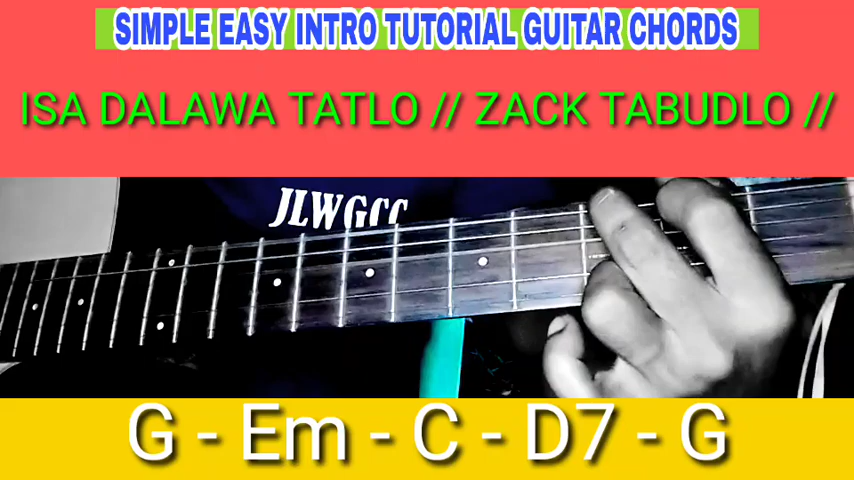 SIMPLE EASY INTRO TUTORIAL GUITAR CHORDS
ISA DALAWA TATLO // ZACK TABUDLO //
JLWGCC
G - Em - C - D7 - G